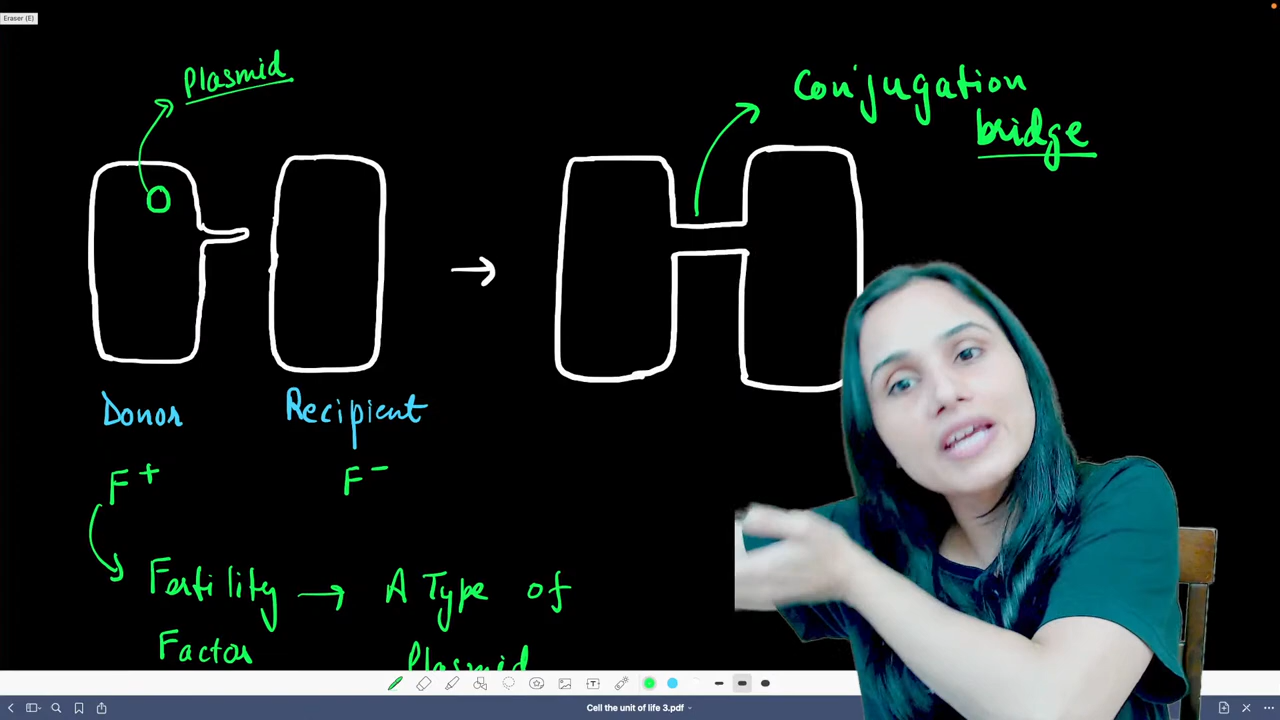 Eraser (E)
Plasmid
Conjugation
bridge
Donor
Recipient
F+
F-
Fertility → A Type of
Factor
Plasmid
Cell the unit of life 3.pdf